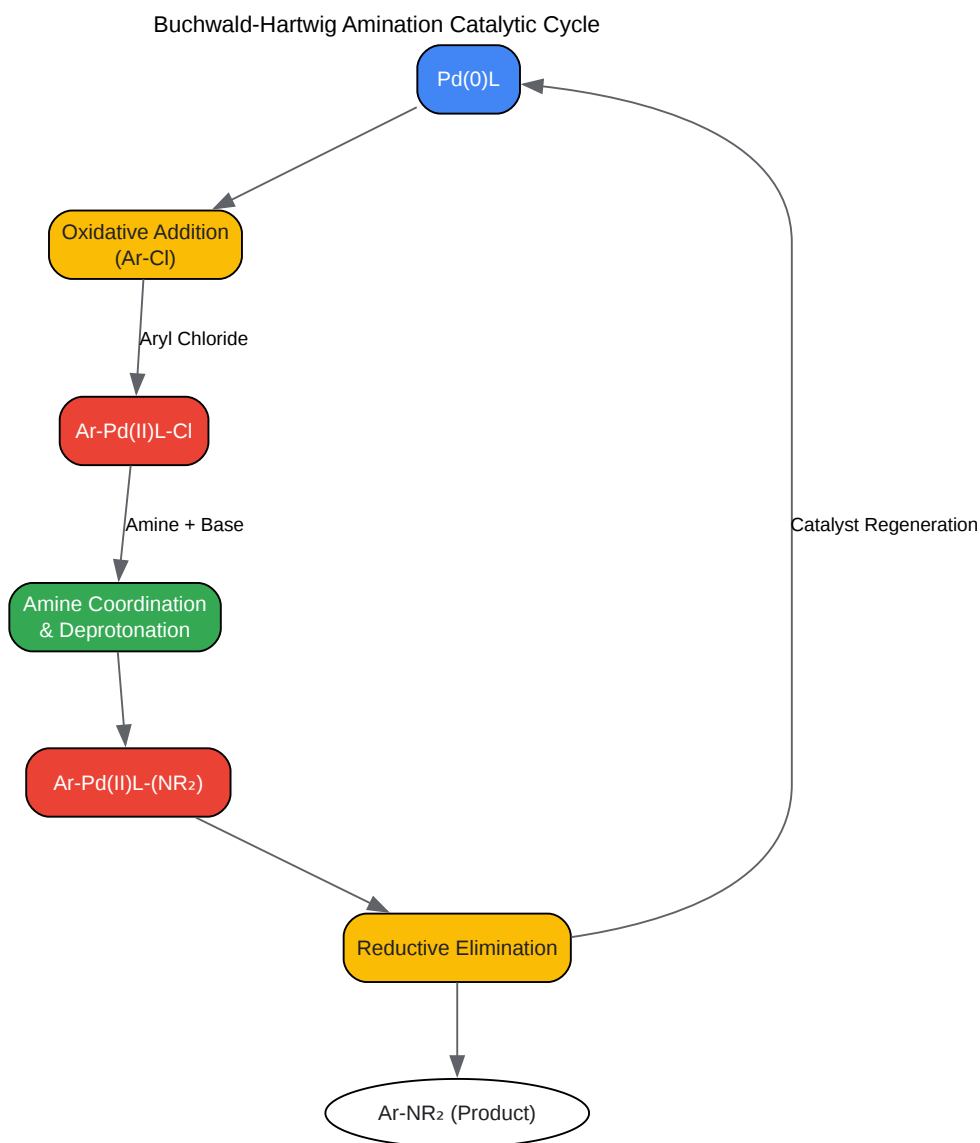 Buchwald-Hartwig Amination Catalytic Cycle
Pd(0)L
Oxidative Addition
(Ar-Cl)
Aryl Chloride
Ar-Pd(II)L-Cl
Amine + Base
Catalyst Regeneration
Amine Coordination
& Deprotonation
Ar-Pd(II)L-(NR₂)
Reductive Elimination
Ar-NR₂ (Product)